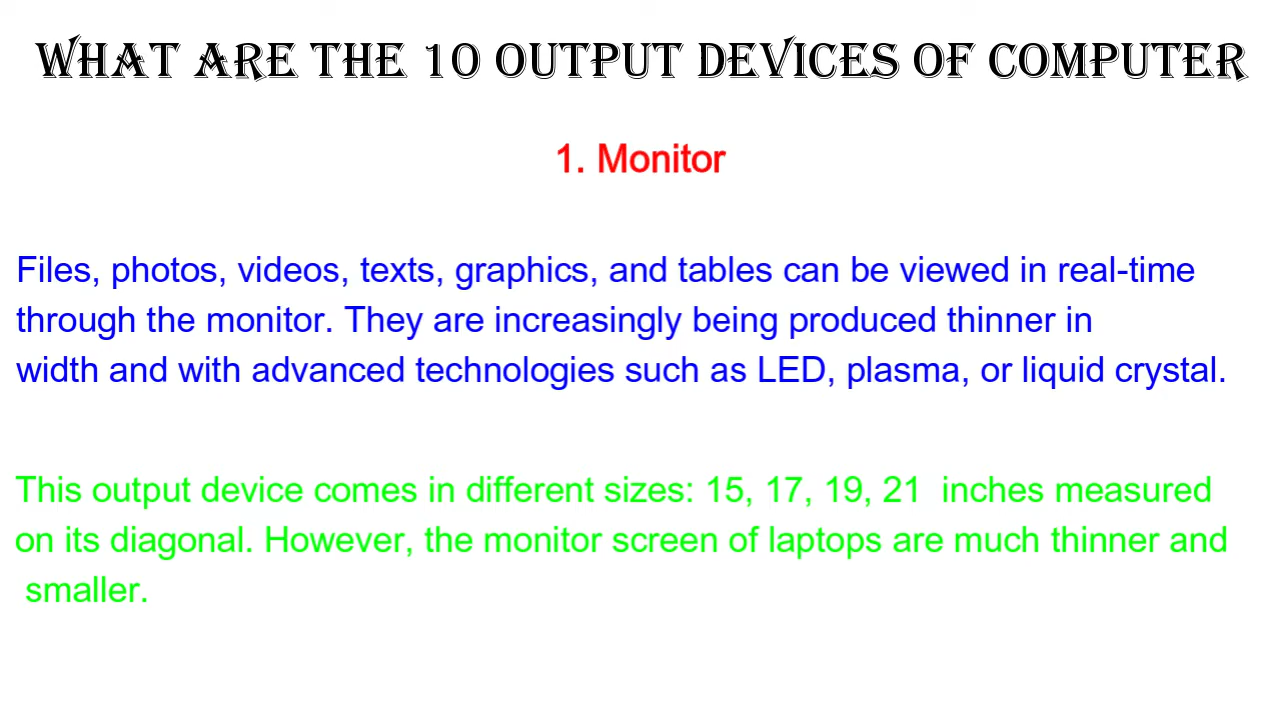 WHAT ARE THE 10 OUTPUT DEVICES OF COMPUTER
1. Monitor
Files, photos, videos, texts, graphics, and tables can be viewed in real-time
through the monitor. They are increasingly being produced thinner in
width and with advanced technologies such as LED, plasma, or liquid crystal.
This output device comes in different sizes: 15, 17, 19, 21  inches measured
on its diagonal. However, the monitor screen of laptops are much thinner and
smaller.